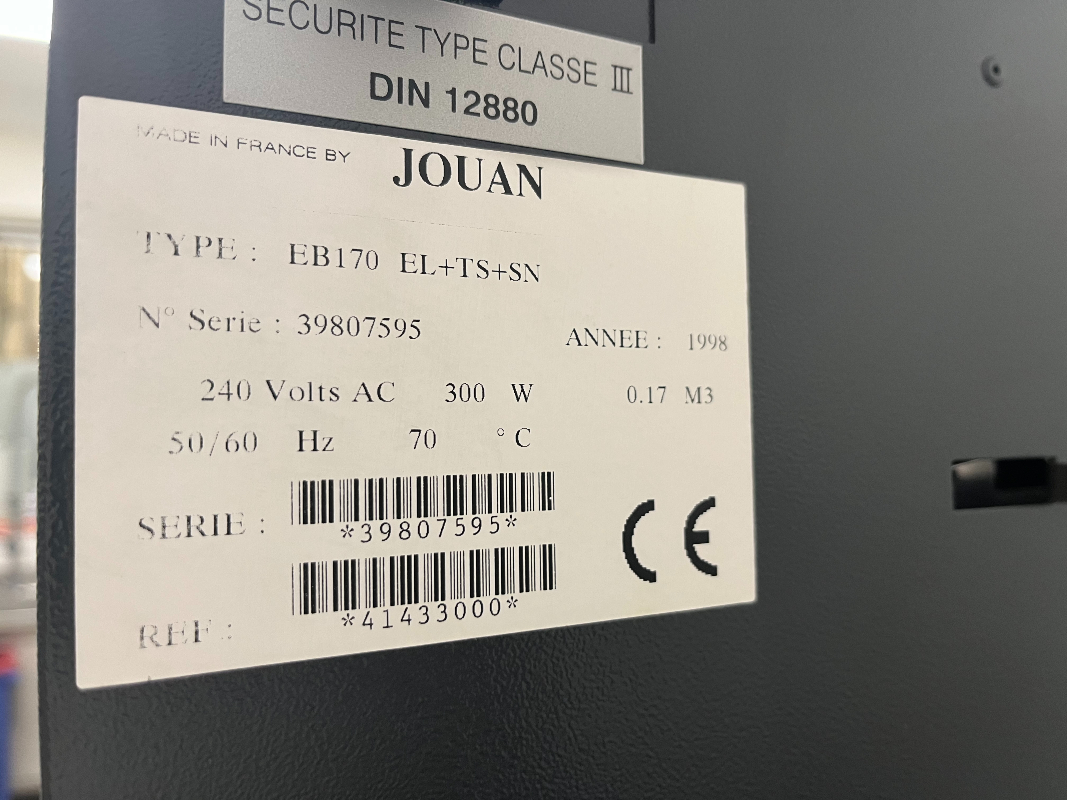 SECURITE TYPE CLASSE III
DIN 12880
MADE IN FRANCE BY JOUAN
TYPE : EB170 EL+TS+SN
N° Serie : 39807595 ANNEE : 1998
240 Volts AC 300 W 0.17 M3
50/60 Hz 70 ° C
SERIE : *39807595*
CE
REF : *41433000*